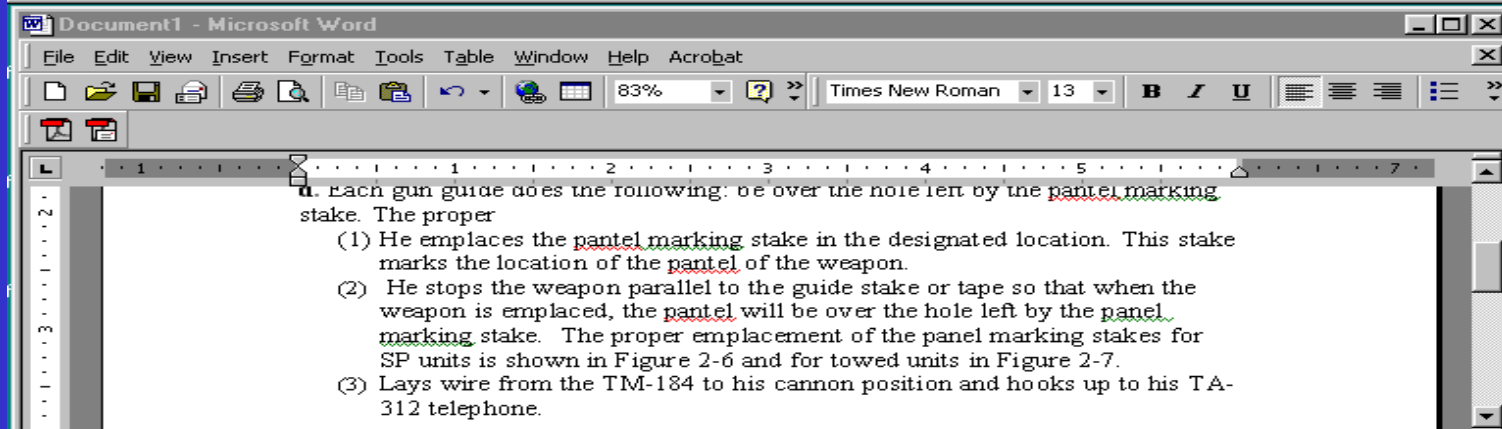 Document1 - Microsoft Word
File Edit View Insert Format Tools Table Window Help Acrobat
83% Times New Roman 13 B I U
1 1 2 3 4 5 7
d. Each gun guide does the following: be over the hole left by the pantel marking
stake. The proper
(1) He emplaces the pantel marking stake in the designated location. This stake
marks the location of the pantel of the weapon.
(2) He stops the weapon parallel to the guide stake or tape so that when the
weapon is emplaced, the pantel will be over the hole left by the panel
marking stake. The proper emplacement of the panel marking stakes for
SP units is shown in Figure 2-6 and for towed units in Figure 2-7.
(3) Lays wire from the TM-184 to his cannon position and hooks up to his TA-
312 telephone.
2
3